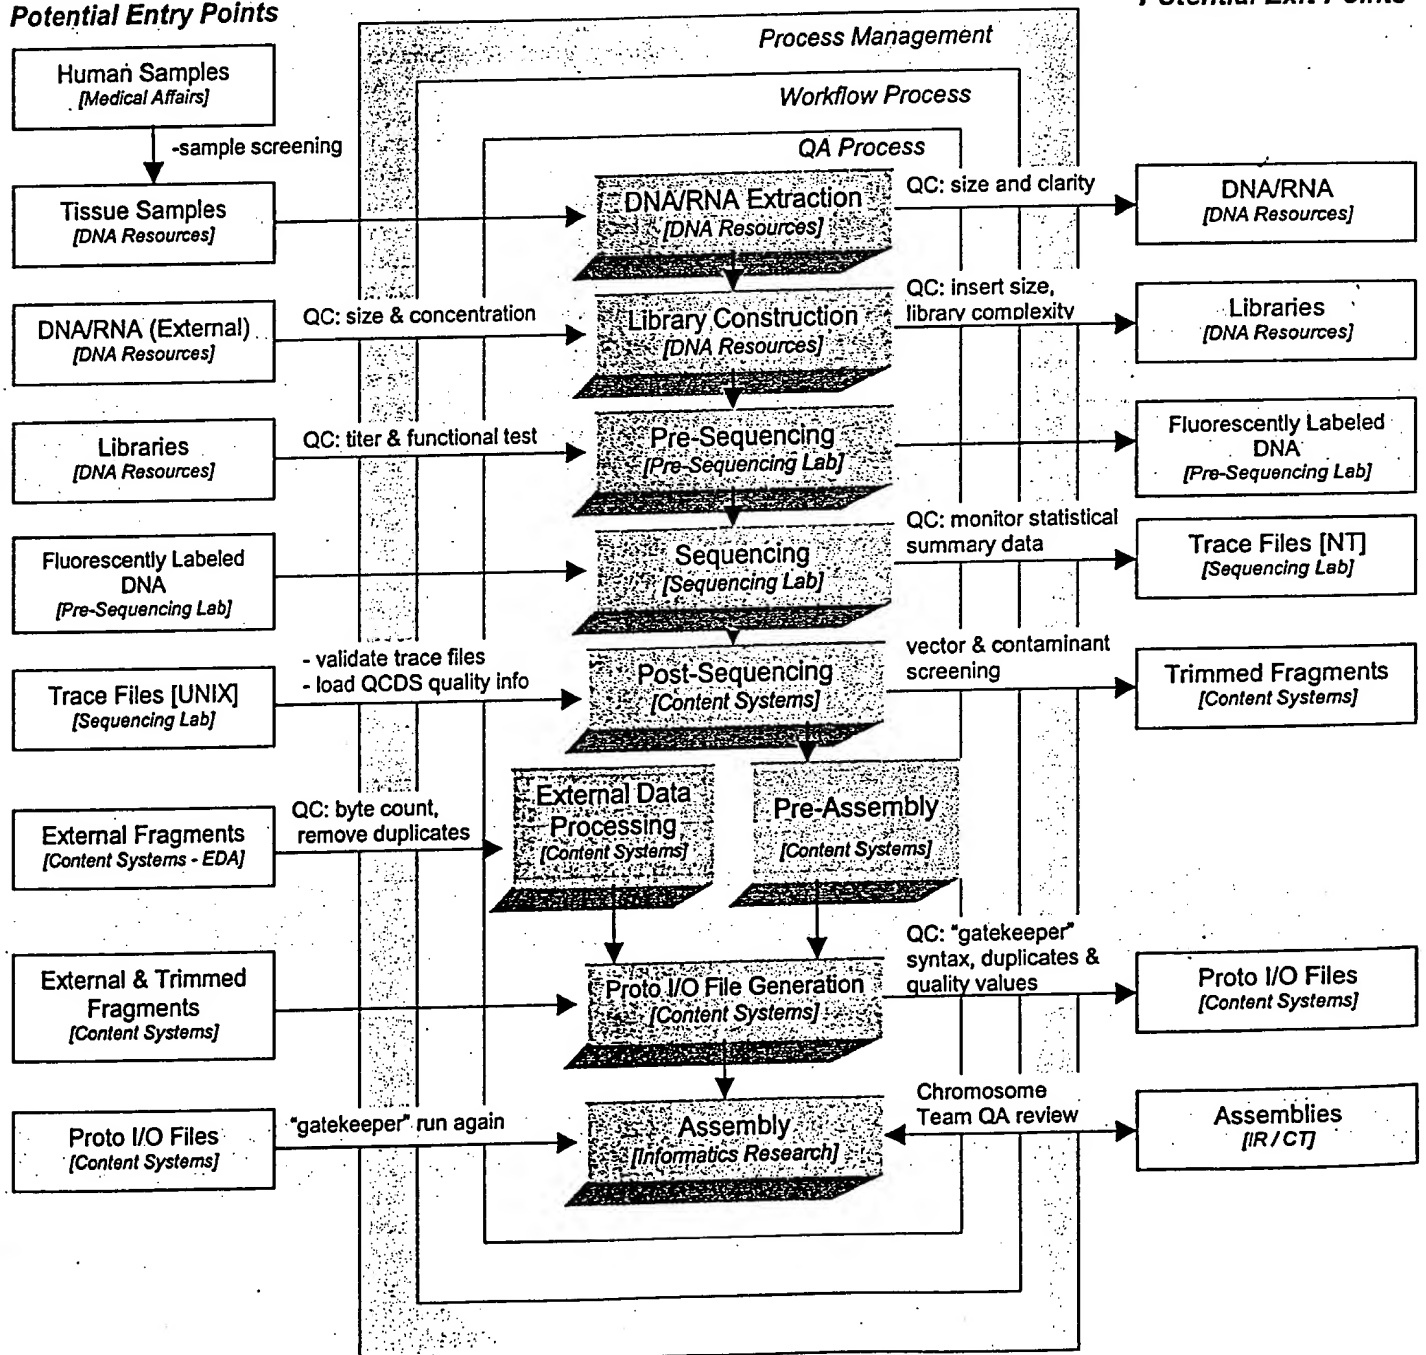 Potential Entry Points
Potential Exit Points
Process Management
Workflow Process
QA Process
Human Samples
[Medical Affairs]
-sample screening
Tissue Samples
[DNA Resources]
DNA/RNA Extraction
[DNA Resources]
QC: size and clarity
DNA/RNA
[DNA Resources]
DNA/RNA (External)
[DNA Resources]
QC: size & concentration
Library Construction
[DNA Resources]
QC: insert size,
library complexity
Libraries
[DNA Resources]
Libraries
[DNA Resources]
QC: titer & functional test
Pre-Sequencing
[Pre-Sequencing Lab]
Fluorescently Labeled
DNA
[Pre-Sequencing Lab]
Fluorescently Labeled
DNA
[Pre-Sequencing Lab]
Sequencing
[Sequencing Lab]
QC: monitor statistical
summary data
Trace Files [NT]
[Sequencing Lab]
Trace Files [UNIX]
[Sequencing Lab]
- validate trace files
- load QCDS quality info
Post-Sequencing
[Content Systems]
vector & contaminant
screening
Trimmed Fragments
[Content Systems]
External Fragments
[Content Systems - EDA]
QC: byte count,
remove duplicates
External Data
Processing
[Content Systems]
Pre-Assembly
[Content Systems]
External & Trimmed
Fragments
[Content Systems]
Proto I/O File Generation
[Content Systems]
QC: "gatekeeper"
syntax, duplicates &
quality values
Proto I/O Files
[Content Systems]
Proto I/O Files
[Content Systems]
"gatekeeper" run again
Assembly
[Informatics Research]
Chromosome
Team QA review
Assemblies
[IR / CT]